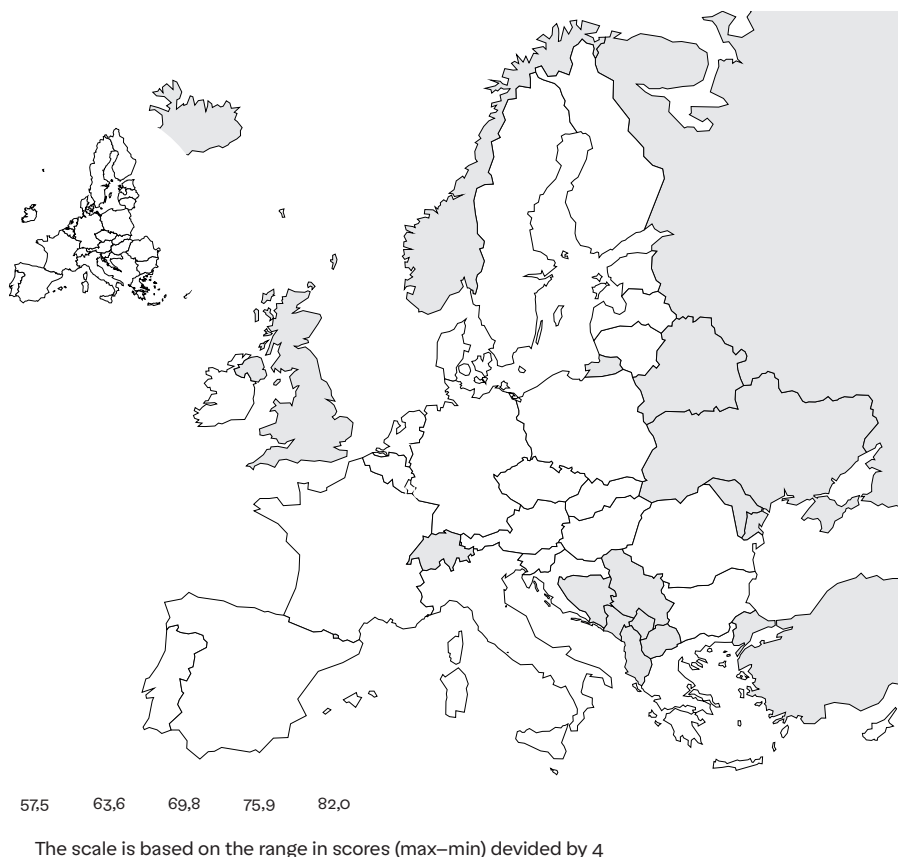 57,5 63,6 69,8 75,9 82,0
The scale is based on the range in scores (max–min) devided by 4